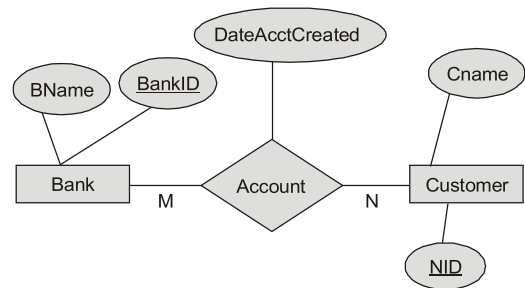 DateAcctCreated
BName
BankID
Cname
Bank
M
Account
N
Customer
NID